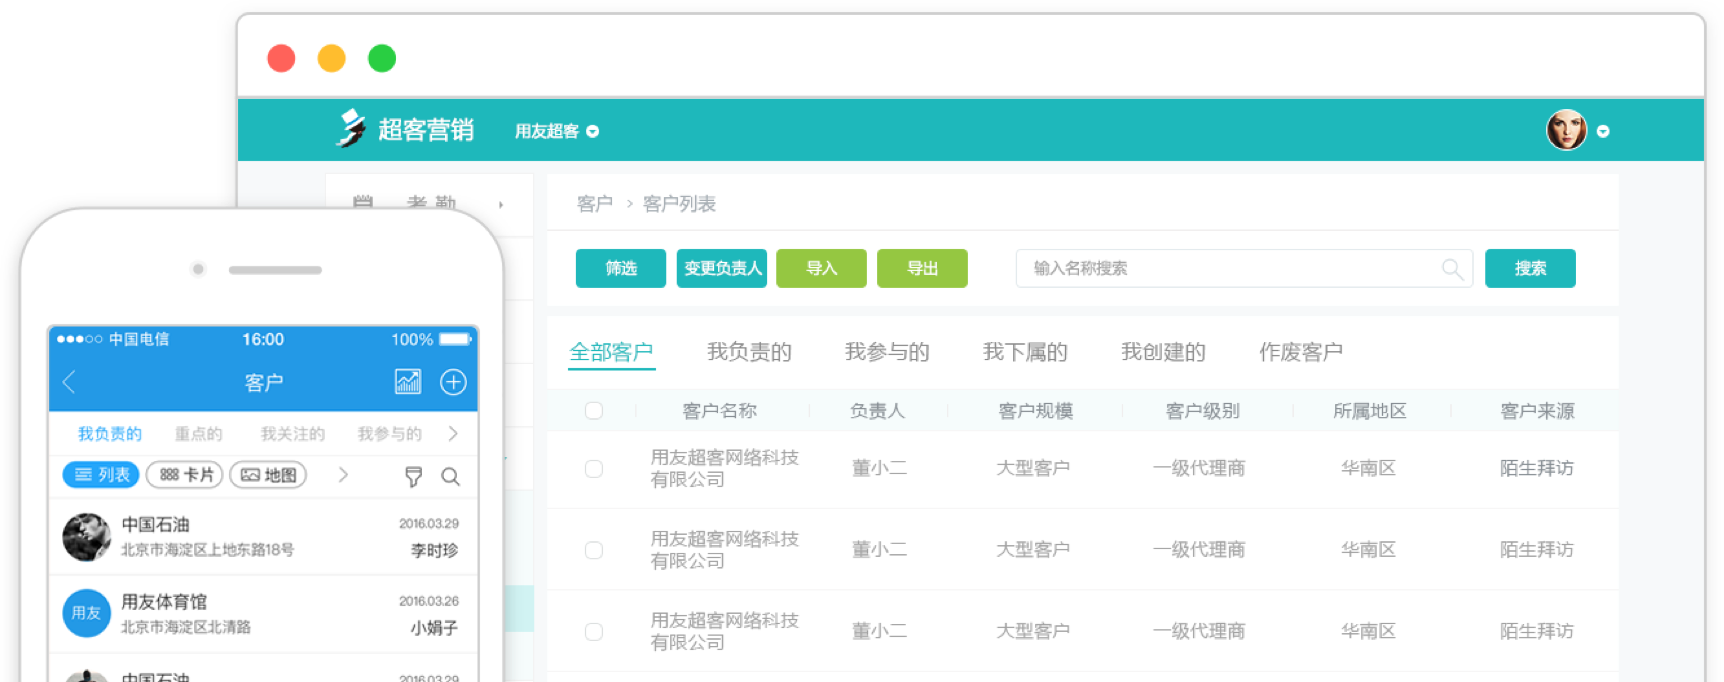 超客营销 用友超客
考勤
客户 > 客户列表
筛选 变更负责人 导入 导出 输入名称搜索 搜索
全部客户 我负责的 我参与的 我下属的 我创建的 作废客户
客户名称 负责人 客户规模 客户级别 所属地区 客户来源
用友超客网络科技
有限公司
董小二 大型客户 一级代理商 华南区 陌生拜访
用友超客网络科技
有限公司
董小二 大型客户 一级代理商 华南区 陌生拜访
用友超客网络科技
有限公司
董小二 大型客户 一级代理商 华南区 陌生拜访
中国电信 16:00 100%
客户
我负责的 重点的 我关注的 我参与的
列表 卡片 地图
中国石油 2016.03.29
北京市海淀区上地东路18号 李时珍
用友
用友体育馆 2016.03.26
北京市海淀区北清路 小娟子
中国石油 2016.03.29